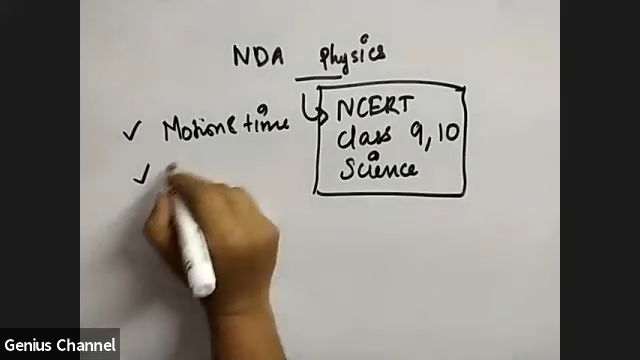 NDA Physics
NCERT
Class 9, 10
Science
✓ Motion & time
✓
Genius Channel